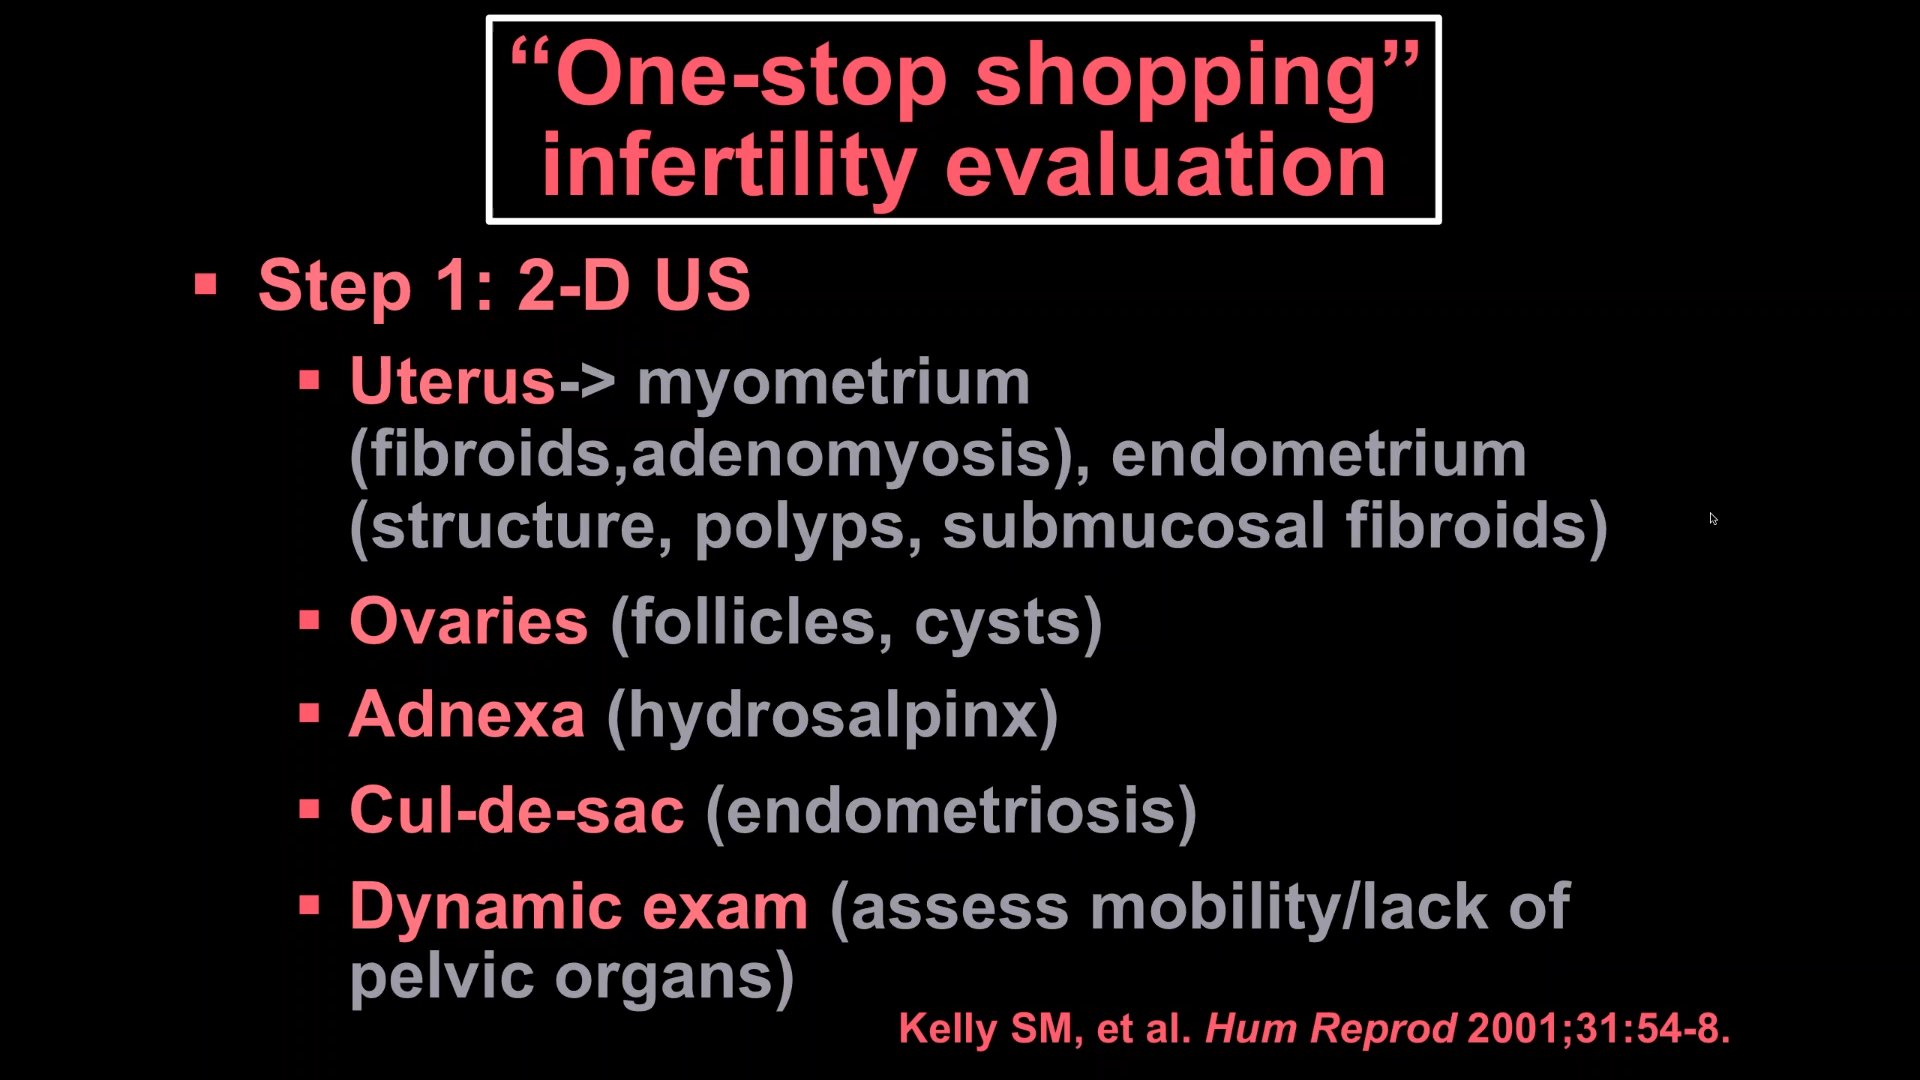 “One-stop shopping”
infertility evaluation
▪ Step 1: 2-D US
▪ Uterus-> myometrium
(fibroids,adenomyosis), endometrium
(structure, polyps, submucosal fibroids)
▪ Ovaries (follicles, cysts)
▪ Adnexa (hydrosalpinx)
▪ Cul-de-sac (endometriosis)
▪ Dynamic exam (assess mobility/lack of
pelvic organs)
Kelly SM, et al. Hum Reprod 2001;31:54-8.